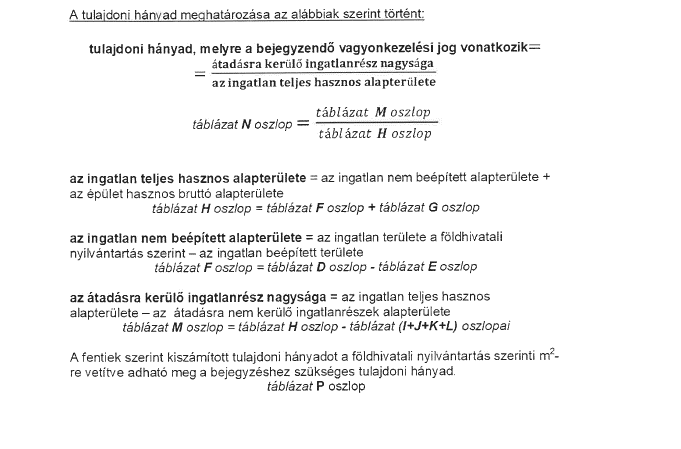 A tulajdoni hányad meghatározása az alábbiak szerint történt:
tulajdoni hányad, melyre a bejegyzendő vagyonkezelési jog vonatkozik=
= átadásra kerülő ingatlanrész nagysága
az ingatlan teljes hasznos alapterülete
táblázat N oszlop = táblázat M oszlop
táblázat H oszlop
az ingatlan teljes hasznos alapterülete = az ingatlan nem beépített alapterülete +
az épület hasznos bruttó alapterülete
táblázat H oszlop = táblázat F oszlop + táblázat G oszlop
az ingatlan nem beépített alapterülete = az ingatlan területe a földhivatali
nyilvántartás szerint – az ingatlan beépített területe
táblázat F oszlop = táblázat D oszlop - táblázat E oszlop
az átadásra kerülő ingatlanrész nagysága = az ingatlan teljes hasznos
alapterülete – az átadásra nem kerülő ingatlanrészek alapterülete
táblázat M oszlop = táblázat H oszlop - táblázat (I+J+K+L) oszlopai
A fentiek szerint kiszámított tulajdoni hányadot a földhivatali nyilvántartás szerinti m²-
re vetítve adható meg a bejegyzéshez szükséges tulajdoni hányad.
táblázat P oszlop